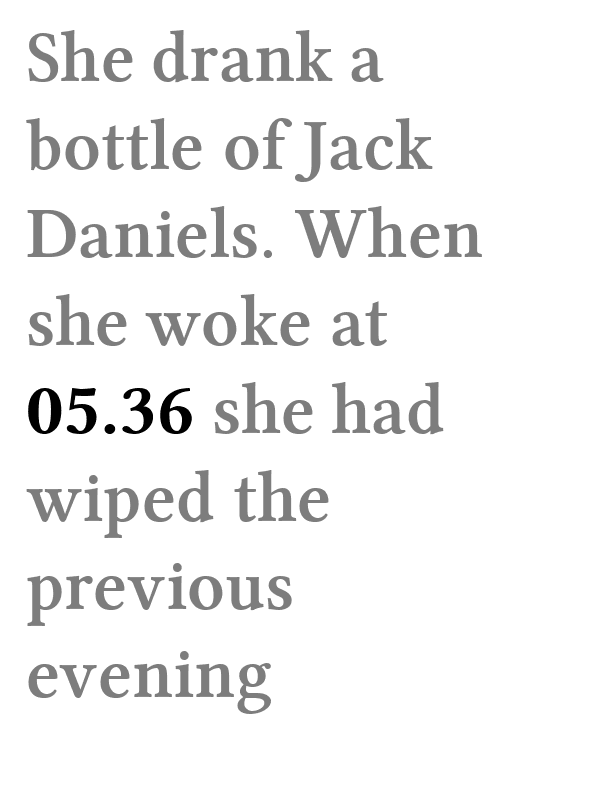 She drank a
bottle of Jack
Daniels. When
she woke at
05.36 she had
wiped the
previous
evening